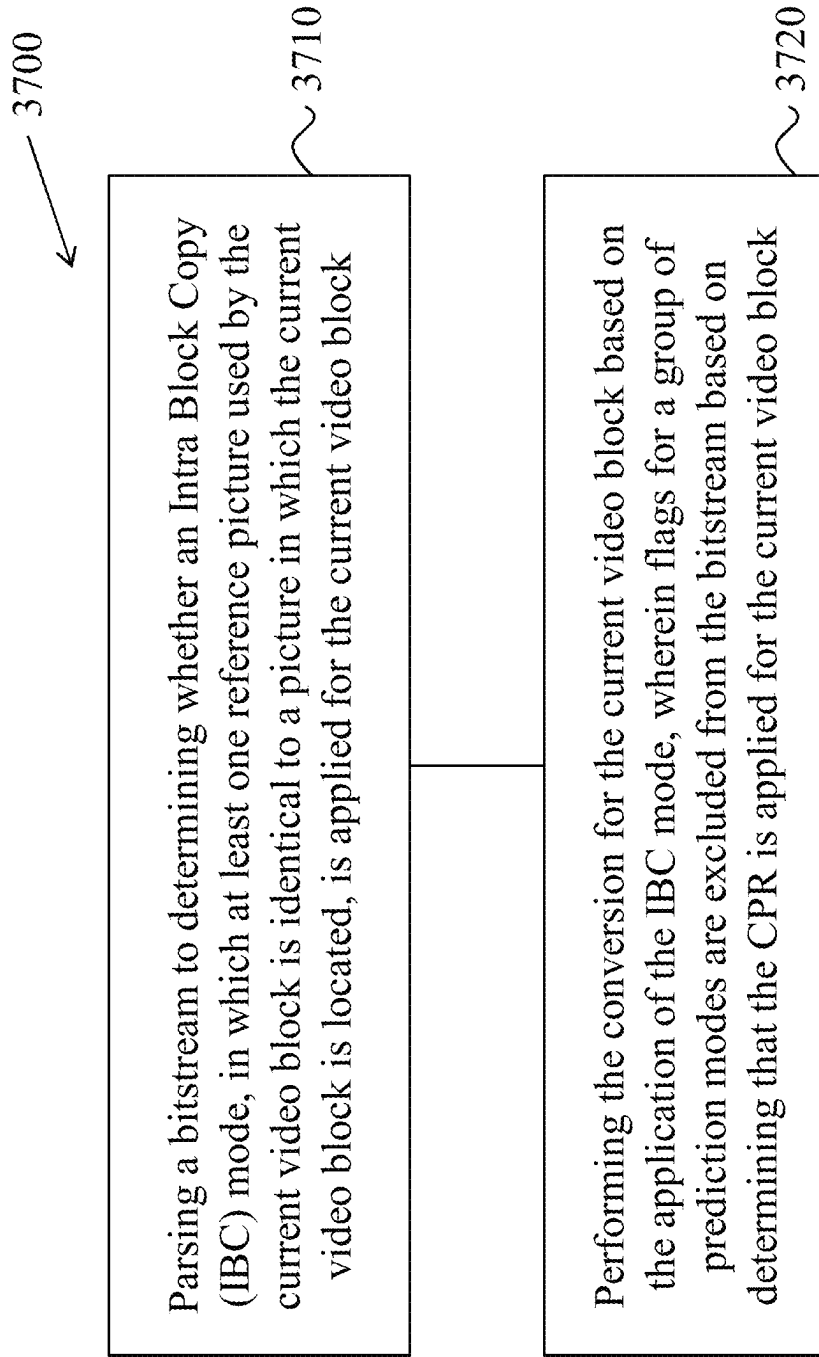 3700
Parsing a bitstream to determining whether an Intra Block Copy
(IBC) mode, in which at least one reference picture used by the
current video block is identical to a picture in which the current
video block is located, is applied for the current video block
3710
Performing the conversion for the current video block based on
the application of the IBC mode, wherein flags for a group of
prediction modes are excluded from the bitstream based on
determining that the CPR is applied for the current video block
3720